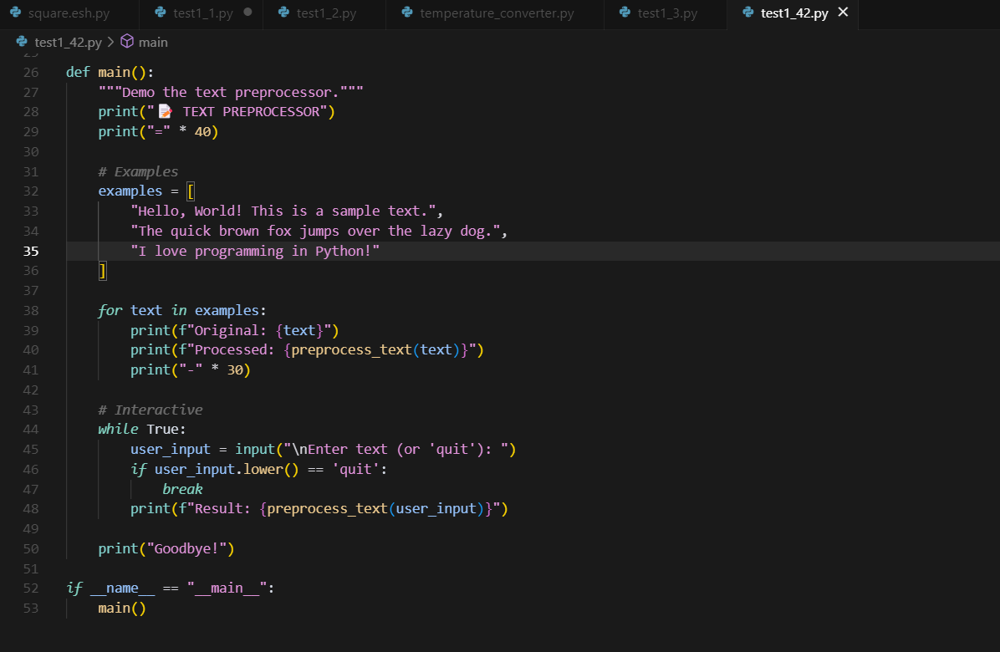 square.esh.py test1_1.py test1_2.py temperature_converter.py test1_3.py test1_42.py
test1_42.py > main
26 def main():
27     """Demo the text preprocessor."""
28     print("📝 TEXT PREPROCESSOR")
29     print("=" * 40)
30
31     # Examples
32     examples = [
33         "Hello, World! This is a sample text.",
34         "The quick brown fox jumps over the lazy dog.",
35         "I love programming in Python!"
36     ]
37
38     for text in examples:
39         print(f"Original: {text}")
40         print(f"Processed: {preprocess_text(text)}")
41         print("-" * 30)
42
43     # Interactive
44     while True:
45         user_input = input("\nEnter text (or 'quit'): ")
46         if user_input.lower() == 'quit':
47             break
48         print(f"Result: {preprocess_text(user_input)}")
49
50     print("Goodbye!")
51
52 if __name__ == "__main__":
53     main()